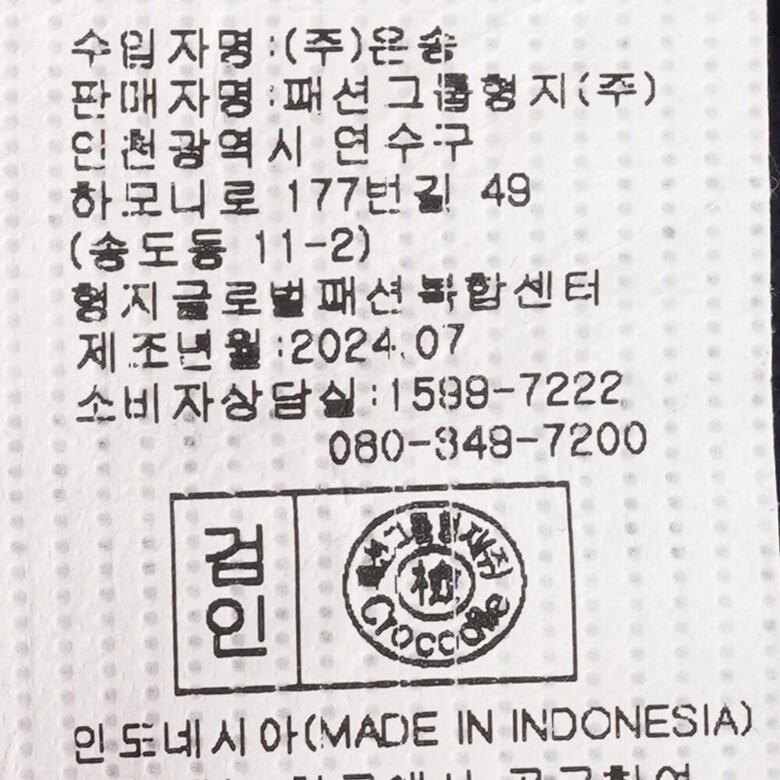 수입자명:(주)은송
판매자명:패션그룹형지(주)
인천광역시 연수구
하모니로 177번길 49
(송도동 11-2)
형지글로벌패션복합센터
제조년월:2024.07
소비자상담실:1599-7222
080-349-7200
검인
檢
Crocodile
인도네시아(MADE IN INDONESIA)